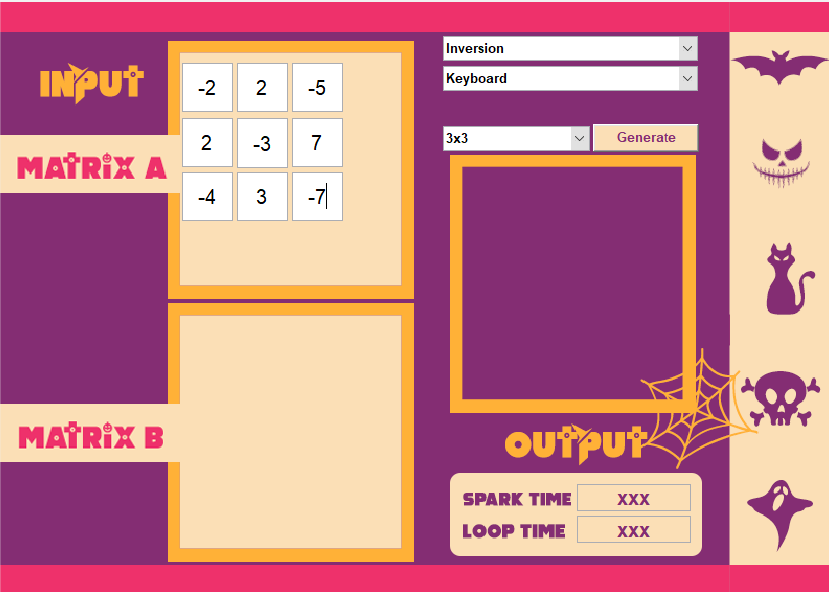 INPUT
MATRIX A
-2 2 -5
2 -3 7
-4 3 -7
MATRIX B
Inversion
Keyboard
3x3 Generate
OUTPUT
SPARK TIME XXX
LOOP TIME XXX